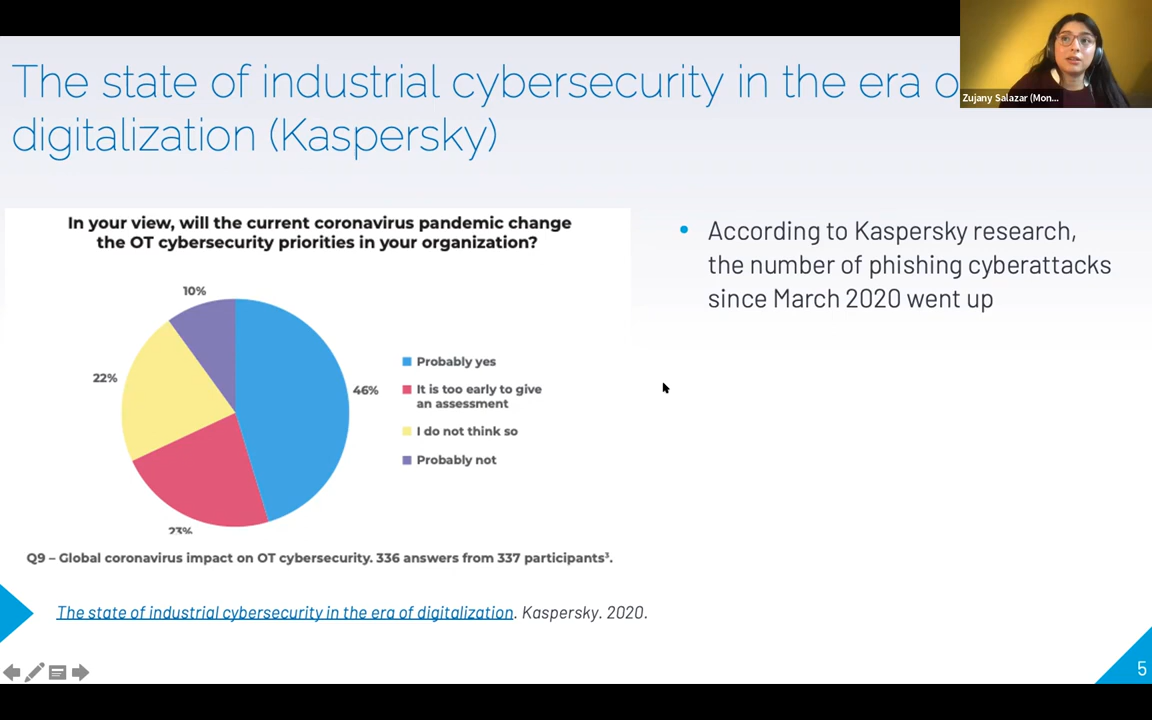 The state of industrial cybersecurity in the era o
digitalization (Kaspersky)
Zujany Salazar (Mon...
In your view, will the current coronavirus pandemic change
the OT cybersecurity priorities in your organization?
10%
22%
46%
23%
Probably yes
It is too early to give
an assessment
I do not think so
Probably not
Q9 – Global coronavirus impact on OT cybersecurity. 336 answers from 337 participants³.
• According to Kaspersky research,
the number of phishing cyberattacks
since March 2020 went up
The state of industrial cybersecurity in the era of digitalization. Kaspersky. 2020.
5